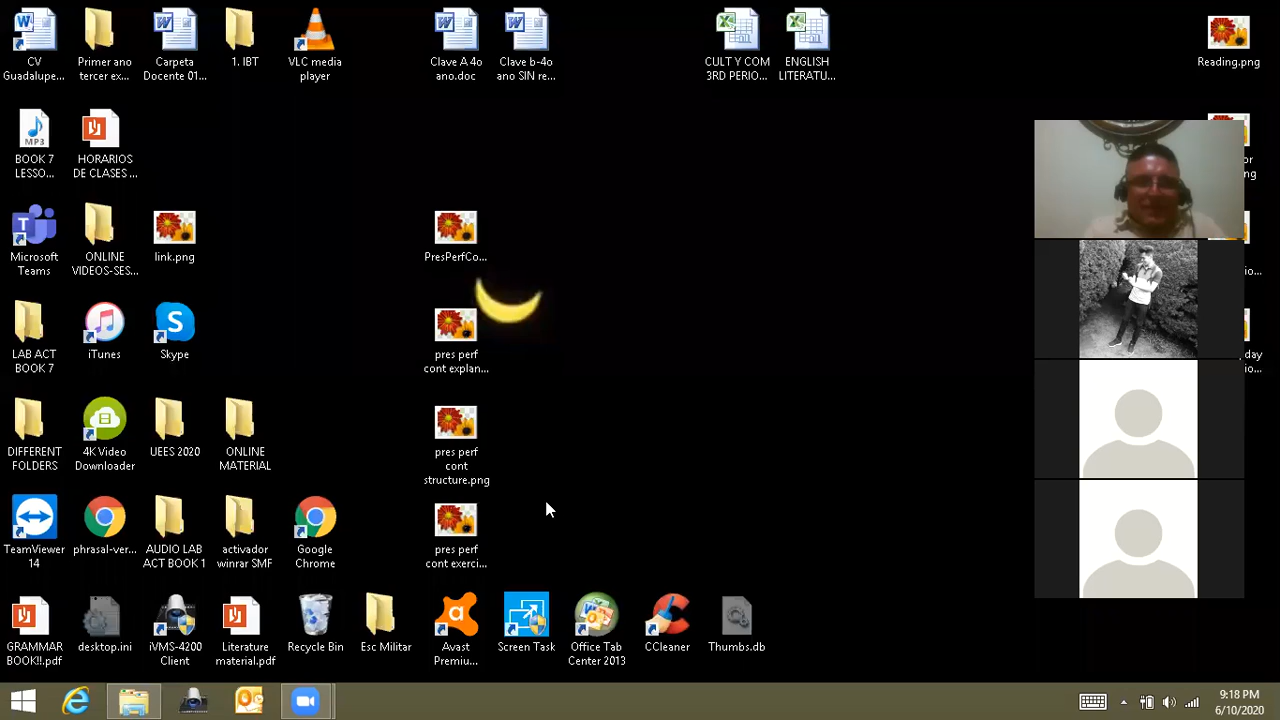 CV
Guadalupe...
Primer ano
tercer ex...
Carpeta
Docente 01...
1. IBT
VLC media
player
Clave A 4o
ano.doc
Clave b-4o
ano SIN re...
CULT Y COM
3RD PERIO...
ENGLISH
LITERATU...
Reading.png
MP3
BOOK 7
LESSO...
HORARIOS
DE CLASES ...
Microsoft
Teams
ONLINE
VIDEOS-SES...
link.png
PresPerfCo...
LAB ACT
BOOK 7
iTunes
Skype
pres perf
cont explan...
DIFFERENT
FOLDERS
4K Video
Downloader
UEES 2020
ONLINE
MATERIAL
pres perf
cont
structure.png
TeamViewer
14
phrasal-ver...
AUDIO LAB
ACT BOOK 1
activador
winrar SMF
Google
Chrome
pres perf
cont exerci...
GRAMMAR
BOOK!!.pdf
desktop.ini
iVMS-4200
Client
Literature
material.pdf
Recycle Bin
Esc Militar
Avast
Premiu...
Screen Task
Office Tab
Center 2013
CCleaner
Thumbs.db
9:18 PM
6/10/2020